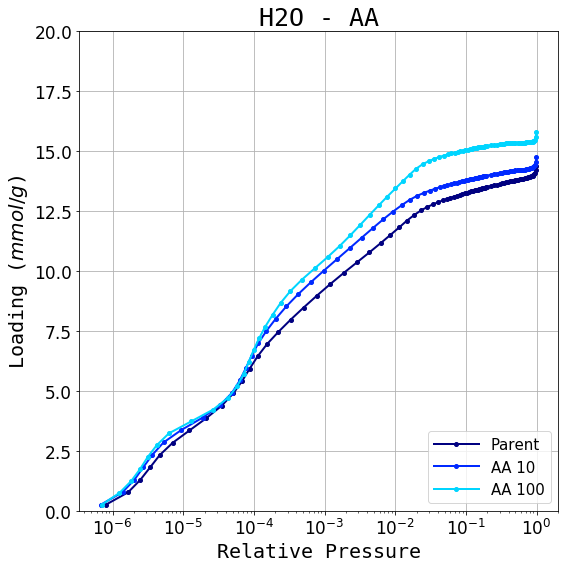 H2O - AA
20.0
17.5
15.0
12.5
10.0
7.5
5.0
2.5
0.0
Loading (mmol/g)
Parent
AA 10
AA 100
10⁻⁶ 10⁻⁵ 10⁻⁴ 10⁻³ 10⁻² 10⁻¹ 10⁰
Relative Pressure